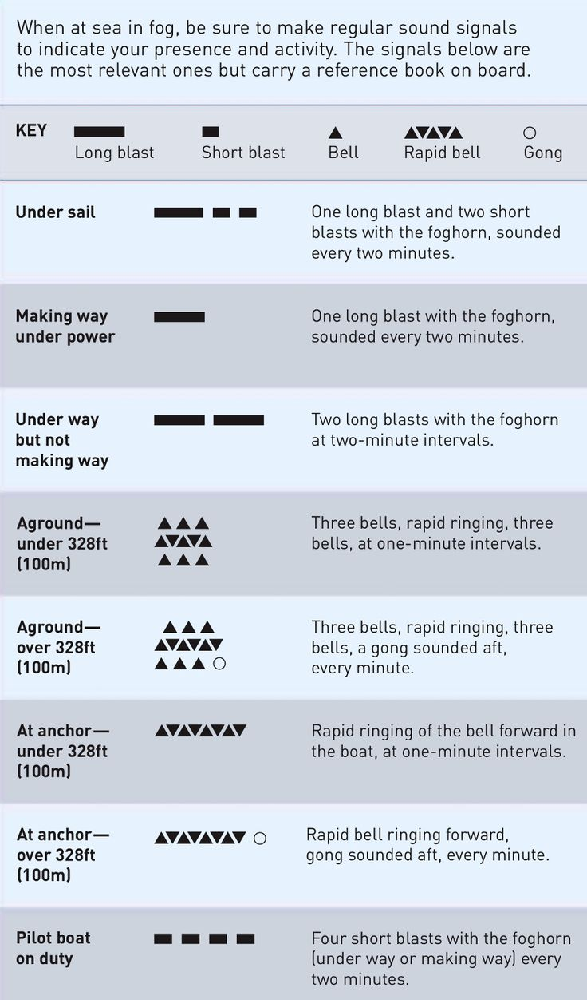 When at sea in fog, be sure to make regular sound signals
to indicate your presence and activity. The signals below are
the most relevant ones but carry a reference book on board.
KEY
Long blast
Short blast
Bell
Rapid bell
Gong
Under sail
One long blast and two short
blasts with the foghorn, sounded
every two minutes.
Making way
under power
One long blast with the foghorn,
sounded every two minutes.
Under way
but not
making way
Two long blasts with the foghorn
at two-minute intervals.
Aground—
under 328ft
(100m)
Three bells, rapid ringing, three
bells, at one-minute intervals.
Aground—
over 328ft
(100m)
Three bells, rapid ringing, three
bells, a gong sounded aft,
every minute.
At anchor—
under 328ft
(100m)
Rapid ringing of the bell forward in
the boat, at one-minute intervals.
At anchor—
over 328ft
(100m)
Rapid bell ringing forward,
gong sounded aft, every minute.
Pilot boat
on duty
Four short blasts with the foghorn
(under way or making way) every
two minutes.